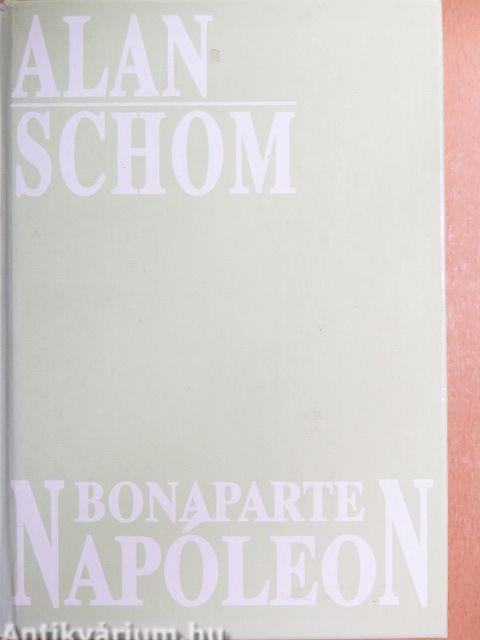 ALAN
SCHOM
BONAPARTE
NAPÓLEON
Antikvárium.hu